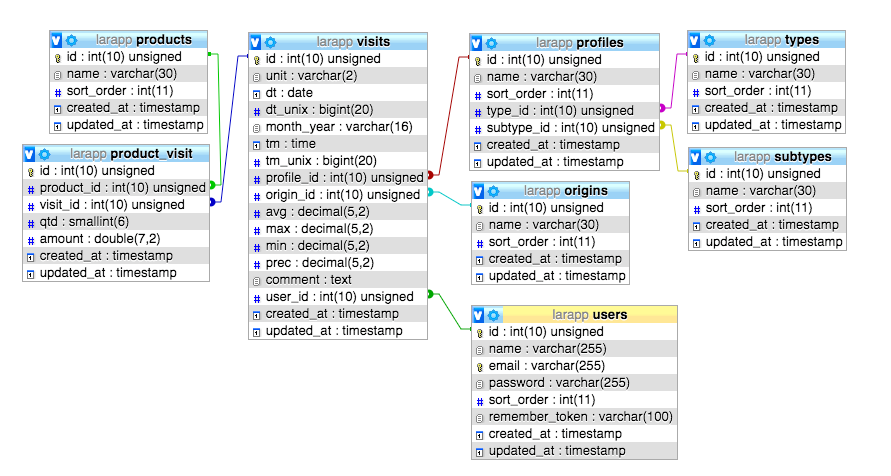 larapp products
id : int(10) unsigned
name : varchar(30)
sort_order : int(11)
created_at : timestamp
updated_at : timestamp
larapp product_visit
id : int(10) unsigned
product_id : int(10) unsigned
visit_id : int(10) unsigned
qtd : smallint(6)
amount : double(7,2)
created_at : timestamp
updated_at : timestamp
larapp visits
id : int(10) unsigned
unit : varchar(2)
dt : date
dt_unix : bigint(20)
month_year : varchar(16)
tm : time
tm_unix : bigint(20)
profile_id : int(10) unsigned
origin_id : int(10) unsigned
avg : decimal(5,2)
max : decimal(5,2)
min : decimal(5,2)
prec : decimal(5,2)
comment : text
user_id : int(10) unsigned
created_at : timestamp
updated_at : timestamp
larapp profiles
id : int(10) unsigned
name : varchar(30)
sort_order : int(11)
type_id : int(10) unsigned
subtype_id : int(10) unsigned
created_at : timestamp
updated_at : timestamp
larapp origins
id : int(10) unsigned
name : varchar(30)
sort_order : int(11)
created_at : timestamp
updated_at : timestamp
larapp users
id : int(10) unsigned
name : varchar(255)
email : varchar(255)
password : varchar(255)
sort_order : int(11)
remember_token : varchar(100)
created_at : timestamp
updated_at : timestamp
larapp types
id : int(10) unsigned
name : varchar(30)
sort_order : int(11)
created_at : timestamp
updated_at : timestamp
larapp subtypes
id : int(10) unsigned
name : varchar(30)
sort_order : int(11)
created_at : timestamp
updated_at : timestamp